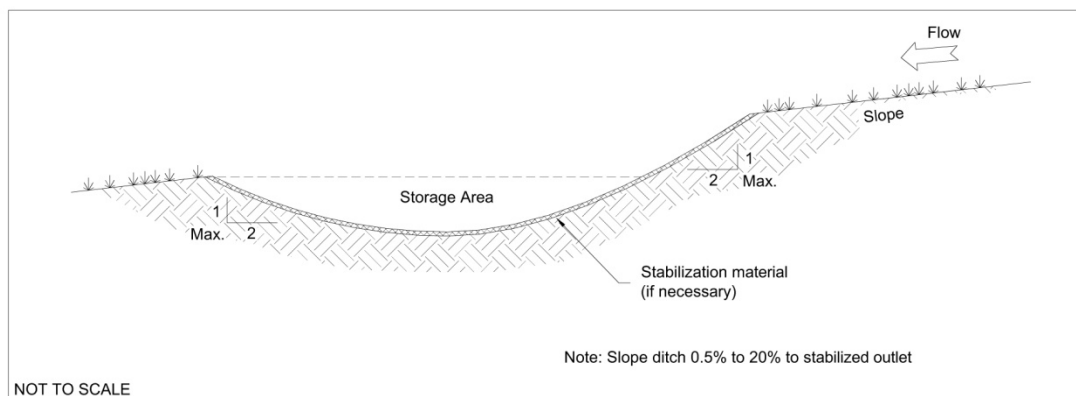 Flow
Slope
1
2
Max.
Storage Area
1
Max.
2
Stabilization material
(if necessary)
Note: Slope ditch 0.5% to 20% to stabilized outlet
NOT TO SCALE